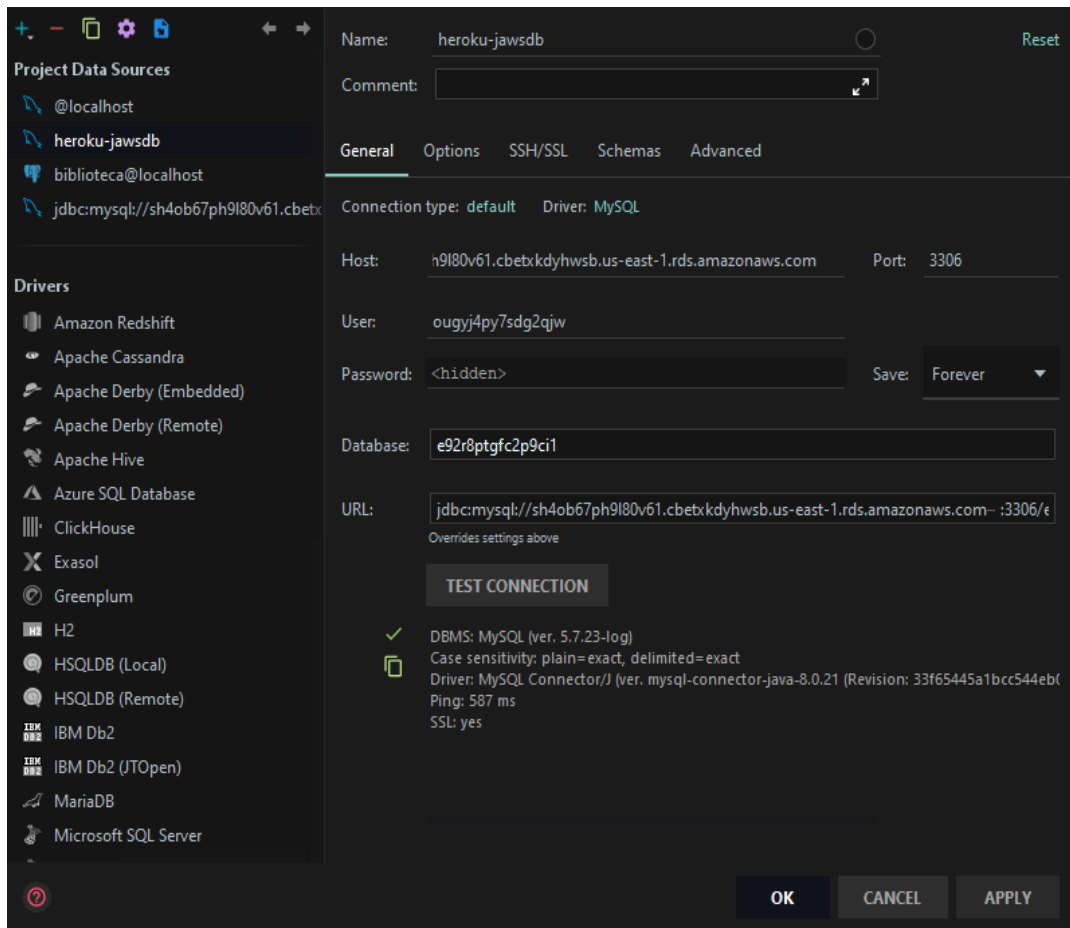 Project Data Sources
@localhost
heroku-jawsdb
biblioteca@localhost
jdbc:mysql://sh4ob67ph9l80v61.cbetx
Drivers
Amazon Redshift
Apache Cassandra
Apache Derby (Embedded)
Apache Derby (Remote)
Apache Hive
Azure SQL Database
ClickHouse
Exasol
Greenplum
H2 H2
HSQLDB (Local)
HSQLDB (Remote)
IBM DB2 IBM Db2
IBM DB2 IBM Db2 (JTOpen)
MariaDB
Microsoft SQL Server
Name: heroku-jawsdb Reset
Comment:
General Options SSH/SSL Schemas Advanced
Connection type: default Driver: MySQL
Host: h9l80v61.cbetxkdyhwsb.us-east-1.rds.amazonaws.com Port: 3306
User: ougyj4py7sdg2qjw
Password: <hidden> Save: Forever
Database: e92r8ptgfc2p9ci1
URL: jdbc:mysql://sh4ob67ph9l80v61.cbetxkdyhwsb.us-east-1.rds.amazonaws.com– :3306/e
Overrides settings above
TEST CONNECTION
DBMS: MySQL (ver. 5.7.23-log)
Case sensitivity: plain=exact, delimited=exact
Driver: MySQL Connector/J (ver. mysql-connector-java-8.0.21 (Revision: 33f65445a1bcc544eb0
Ping: 587 ms
SSL: yes
? OK CANCEL APPLY